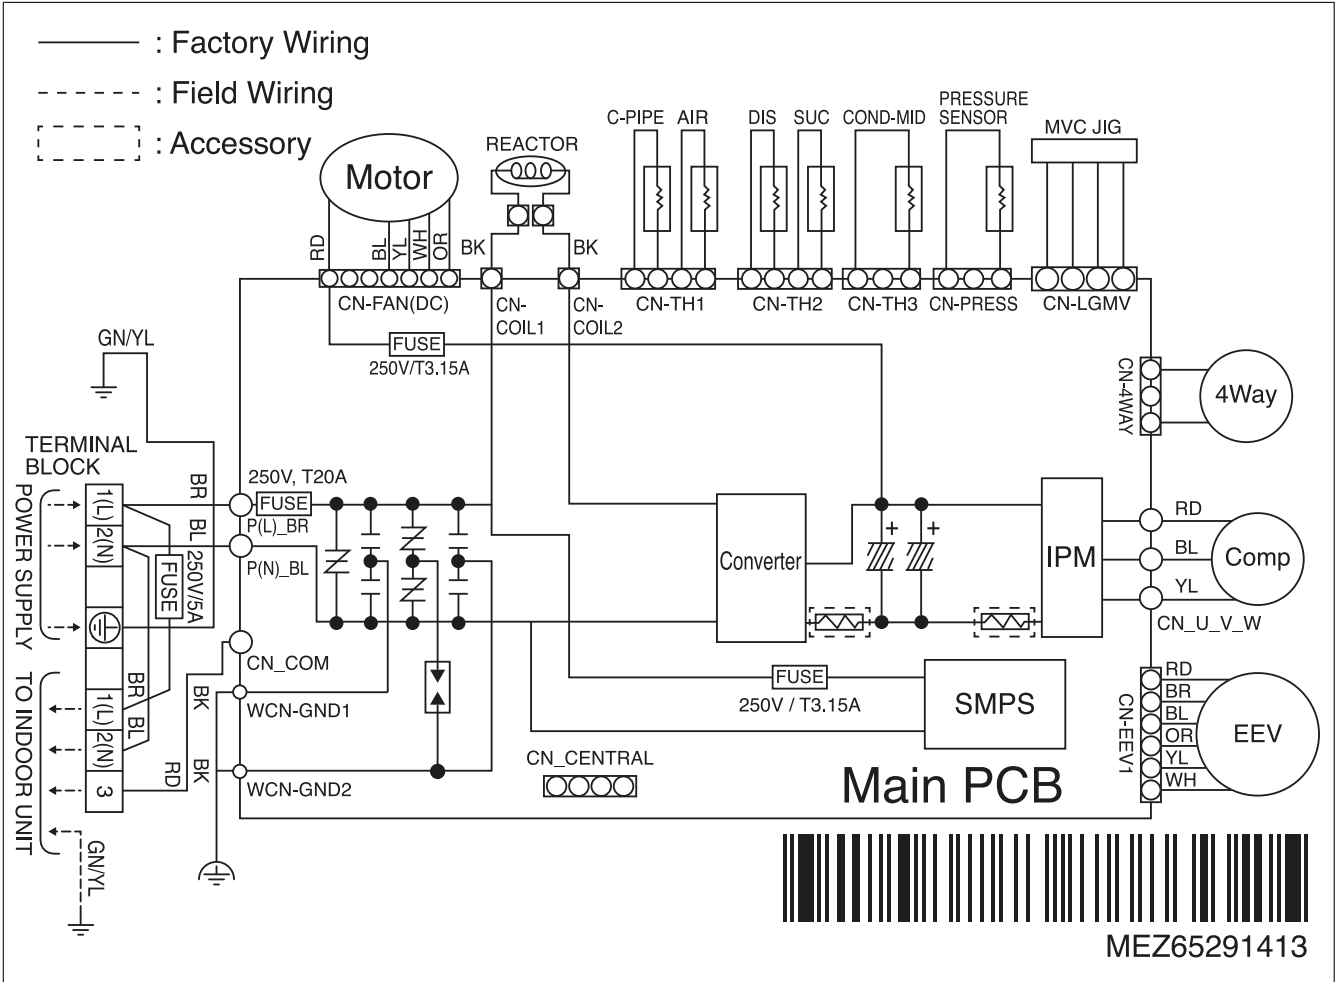 : Factory Wiring
: Field Wiring
: Accessory
Motor
REACTOR
C-PIPE AIR
DIS SUC
COND-MID
PRESSURE
SENSOR
MVC JIG
RD
BL
YL
WH
OR
BK
BK
CN-FAN(DC)
CN-
COIL1
CN-
COIL2
CN-TH1
CN-TH2
CN-TH3
CN-PRESS
CN-LGMV
FUSE
250V/T3.15A
GN/YL
CN-4WAY
4Way
TERMINAL
BLOCK
POWER SUPPLY
1(L)
2(N)
BR
BL
250V/5A
FUSE
250V, T20A
FUSE
P(L)_BR
P(N)_BL
Converter
IPM
RD
BL
YL
Comp
CN_U_V_W
CN_COM
WCN-GND1
WCN-GND2
TO INDOOR UNIT
1(L)
2(N)
3
BR
BL
RD
BK
BK
GN/YL
FUSE
250V / T3.15A
SMPS
CN_CENTRAL
Main PCB
CN-EEV1
RD
BR
BL
OR
YL
WH
EEV
MEZ65291413